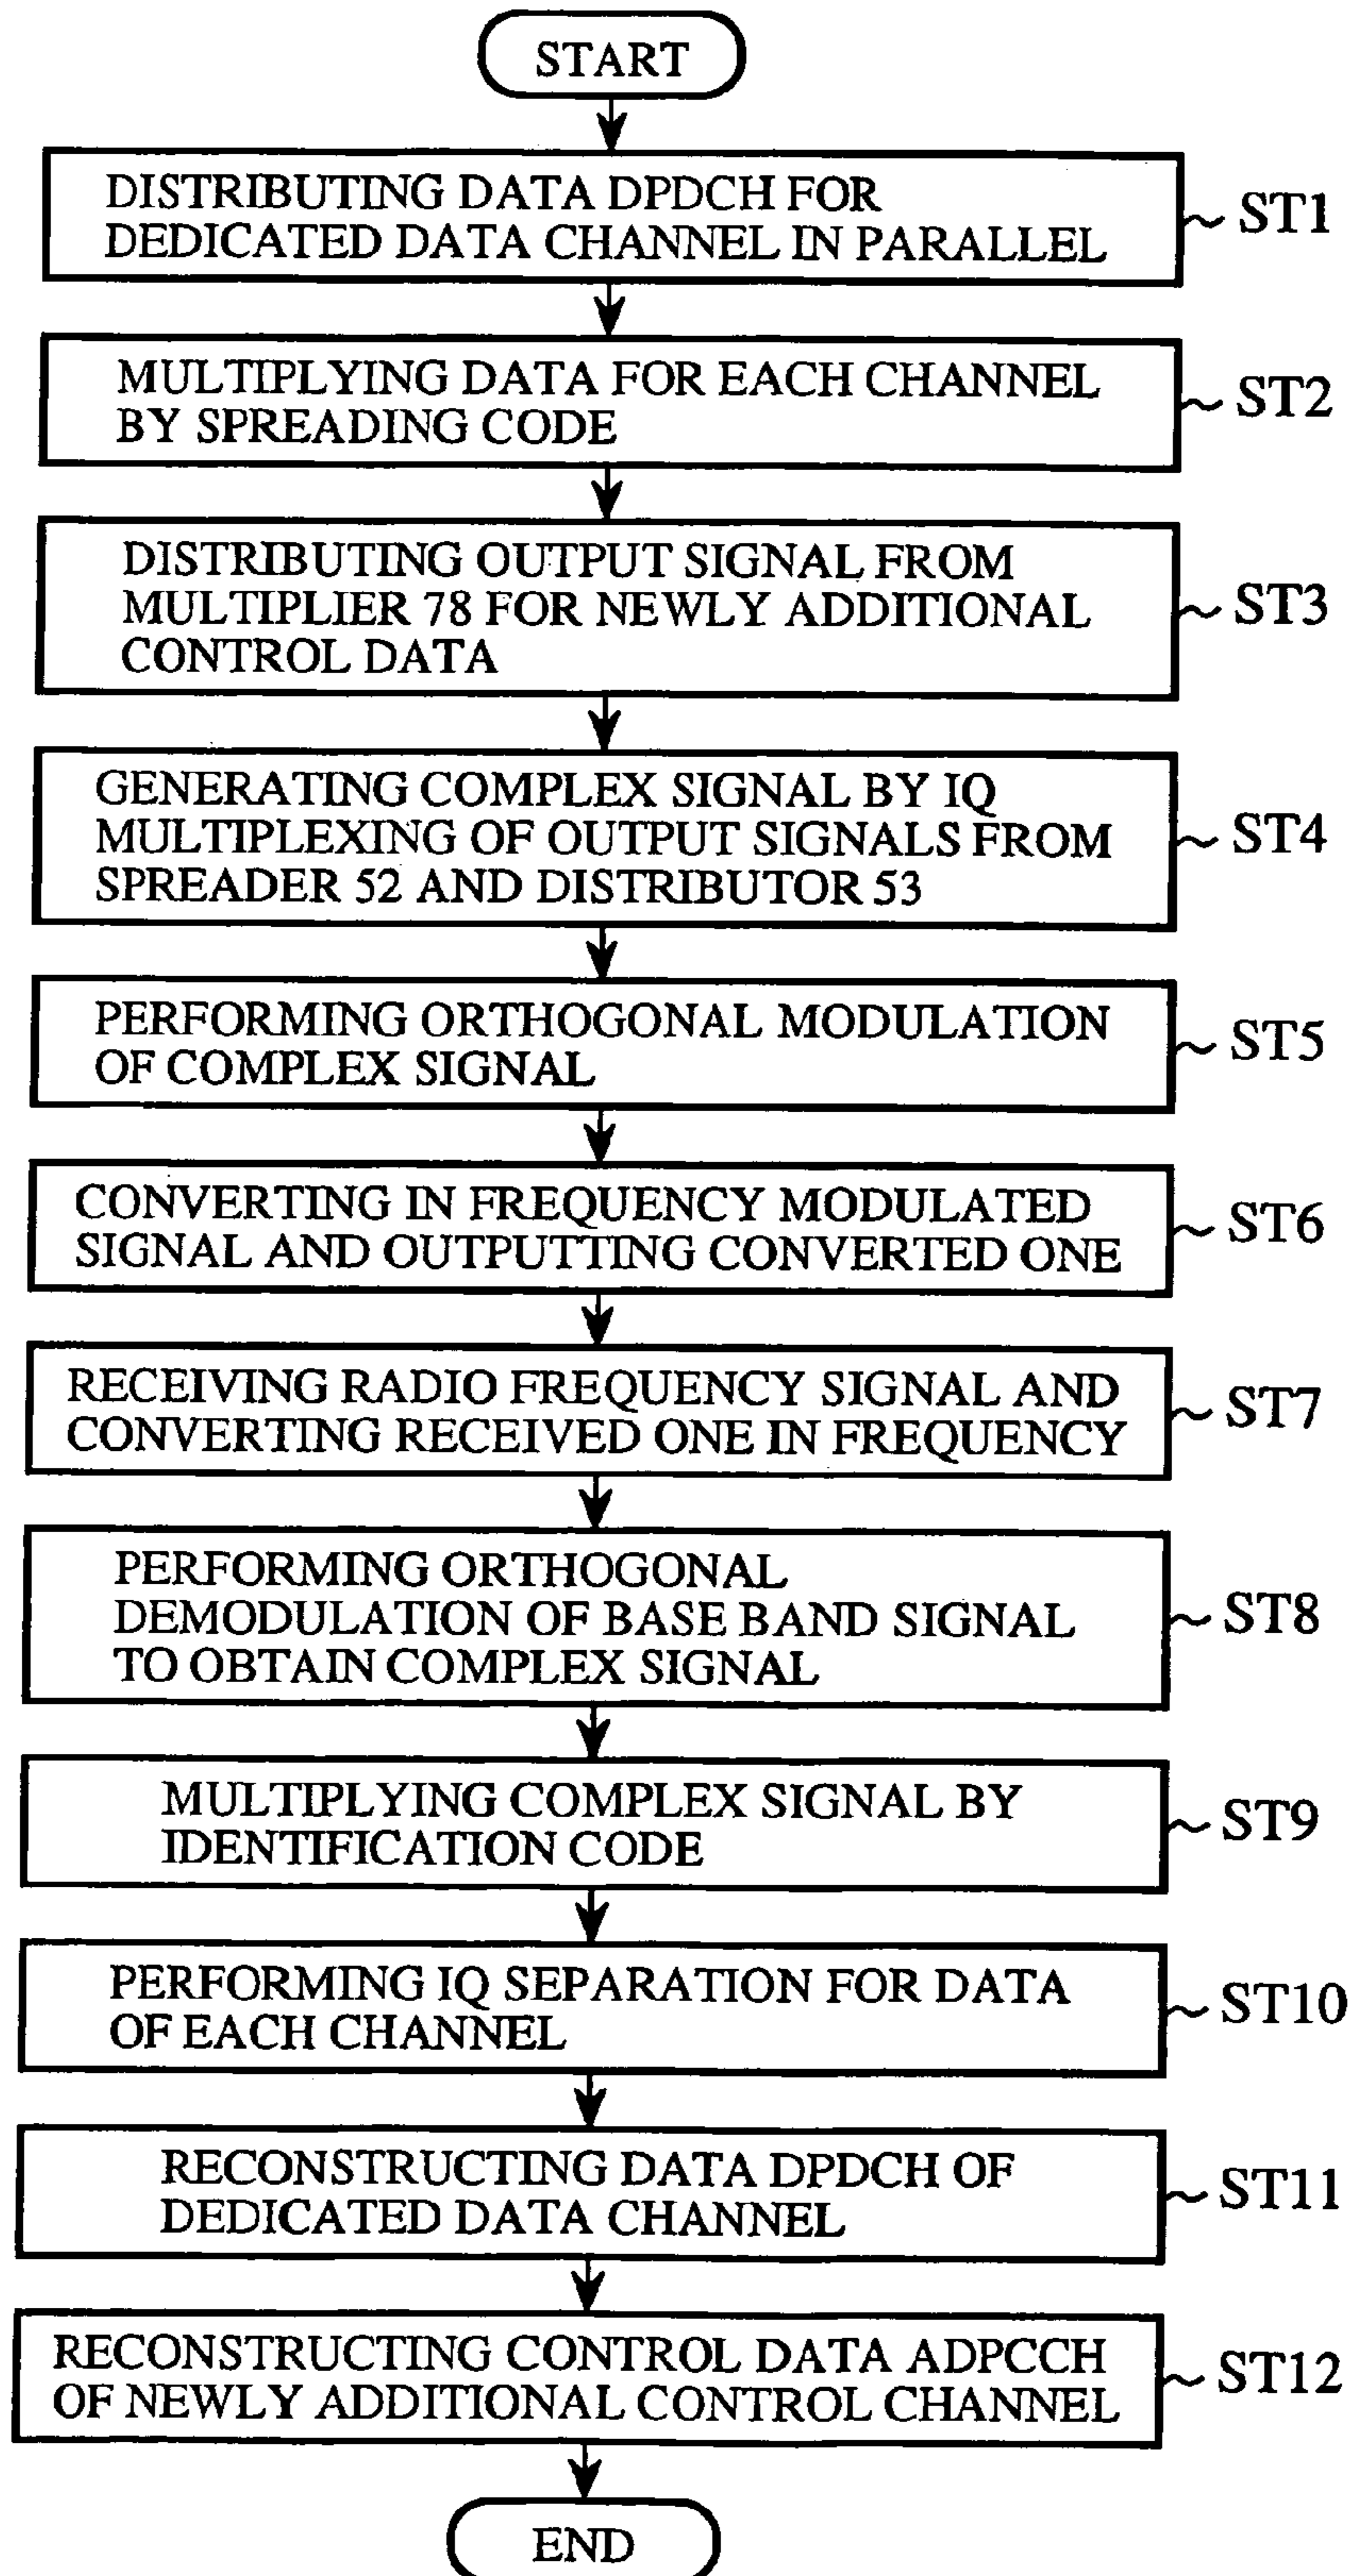 START
DISTRIBUTING DATA DPDCH FOR
DEDICATED DATA CHANNEL IN PARALLEL
ST1
MULTIPLYING DATA FOR EACH CHANNEL
BY SPREADING CODE
ST2
DISTRIBUTING OUTPUT SIGNAL FROM
MULTIPLIER 78 FOR NEWLY ADDITIONAL
CONTROL DATA
ST3
GENERATING COMPLEX SIGNAL BY IQ
MULTIPLEXING OF OUTPUT SIGNALS FROM
SPREADER 52 AND DISTRIBUTOR 53
ST4
PERFORMING ORTHOGONAL MODULATION
OF COMPLEX SIGNAL
ST5
CONVERTING IN FREQUENCY MODULATED
SIGNAL AND OUTPUTTING CONVERTED ONE
ST6
RECEIVING RADIO FREQUENCY SIGNAL AND
CONVERTING RECEIVED ONE IN FREQUENCY
ST7
PERFORMING ORTHOGONAL
DEMODULATION OF BASE BAND SIGNAL
TO OBTAIN COMPLEX SIGNAL
ST8
MULTIPLYING COMPLEX SIGNAL BY
IDENTIFICATION CODE
ST9
PERFORMING IQ SEPARATION FOR DATA
OF EACH CHANNEL
ST10
RECONSTRUCTING DATA DPDCH OF
DEDICATED DATA CHANNEL
ST11
RECONSTRUCTING CONTROL DATA ADPCCH
OF NEWLY ADDITIONAL CONTROL CHANNEL
ST12
END